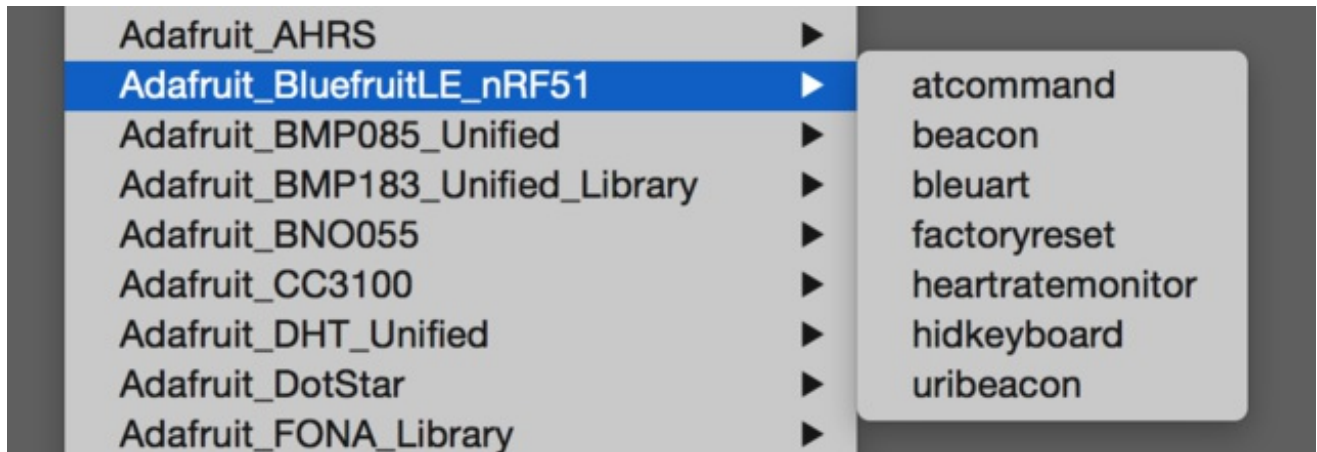 Adafruit_AHRS
Adafruit_BluefruitLE_nRF51
Adafruit_BMP085_Unified
Adafruit_BMP183_Unified_Library
Adafruit_BNO055
Adafruit_CC3100
Adafruit_DHT_Unified
Adafruit_DotStar
Adafruit_FONA_Library
atcommand
beacon
bleuart
factoryreset
heartratemonitor
hidkeyboard
uribeacon